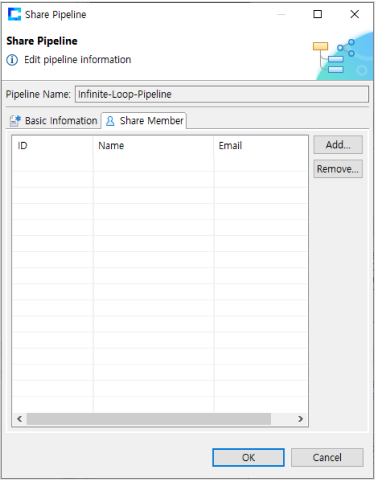 Share Pipeline
Share Pipeline
Edit pipeline information
Pipeline Name: Infinite-Loop-Pipeline
Basic Infomation Share Member
ID Name Email Add...
Remove...
OK Cancel